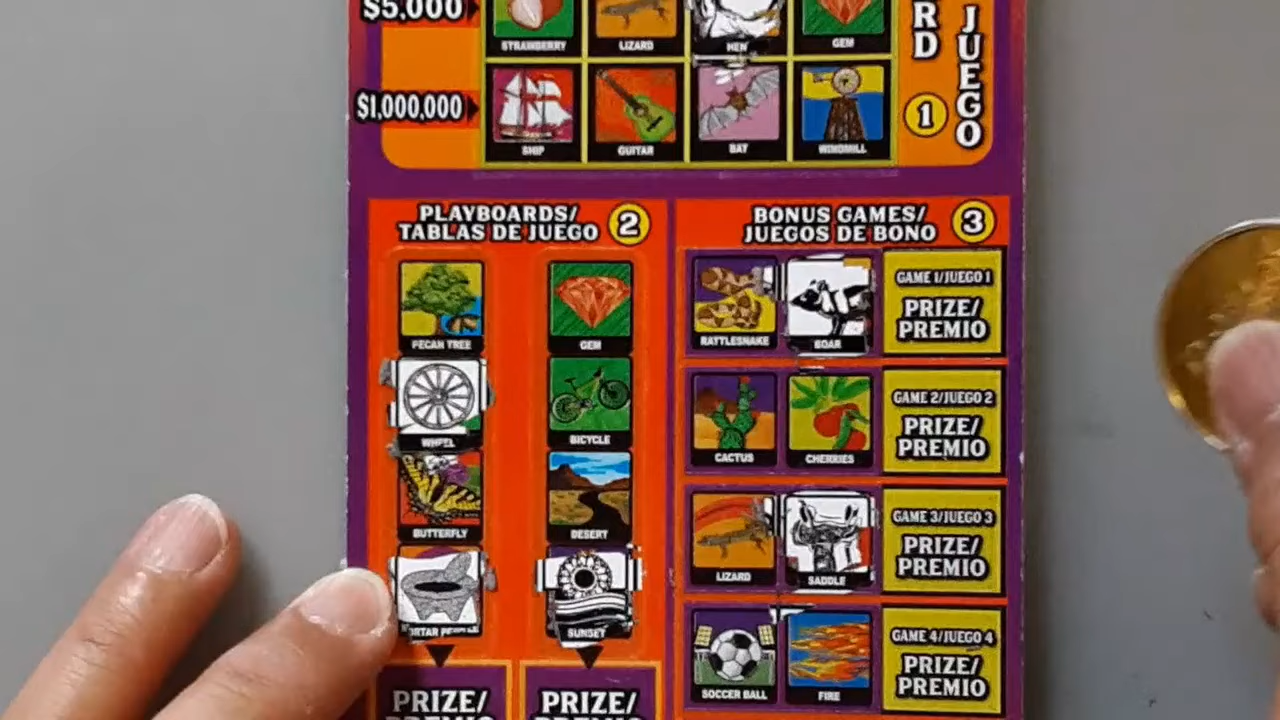 $5,000
STRAWBERRY LIZARD HEN GEM
$1,000,000
SHIP GUITAR BAT WINDMILL
RD
JUEGO
1
PLAYBOARDS/
TABLAS DE JUEGO 2
PECAN TREE GEM
WHEEL BICYCLE
BUTTERFLY DESERT
SUNSET
PRIZE/ PRIZE/
PREMIO PREMIO
BONUS GAMES/
JUEGOS DE BONO 3
RATTLESNAKE BOAR
GAME 1/JUEGO 1
PRIZE/
PREMIO
CACTUS CHERRIES
GAME 2/JUEGO 2
PRIZE/
PREMIO
LIZARD SADDLE
GAME 3/JUEGO 3
PRIZE/
PREMIO
SOCCER BALL FIRE
GAME 4/JUEGO 4
PRIZE/
PREMIO